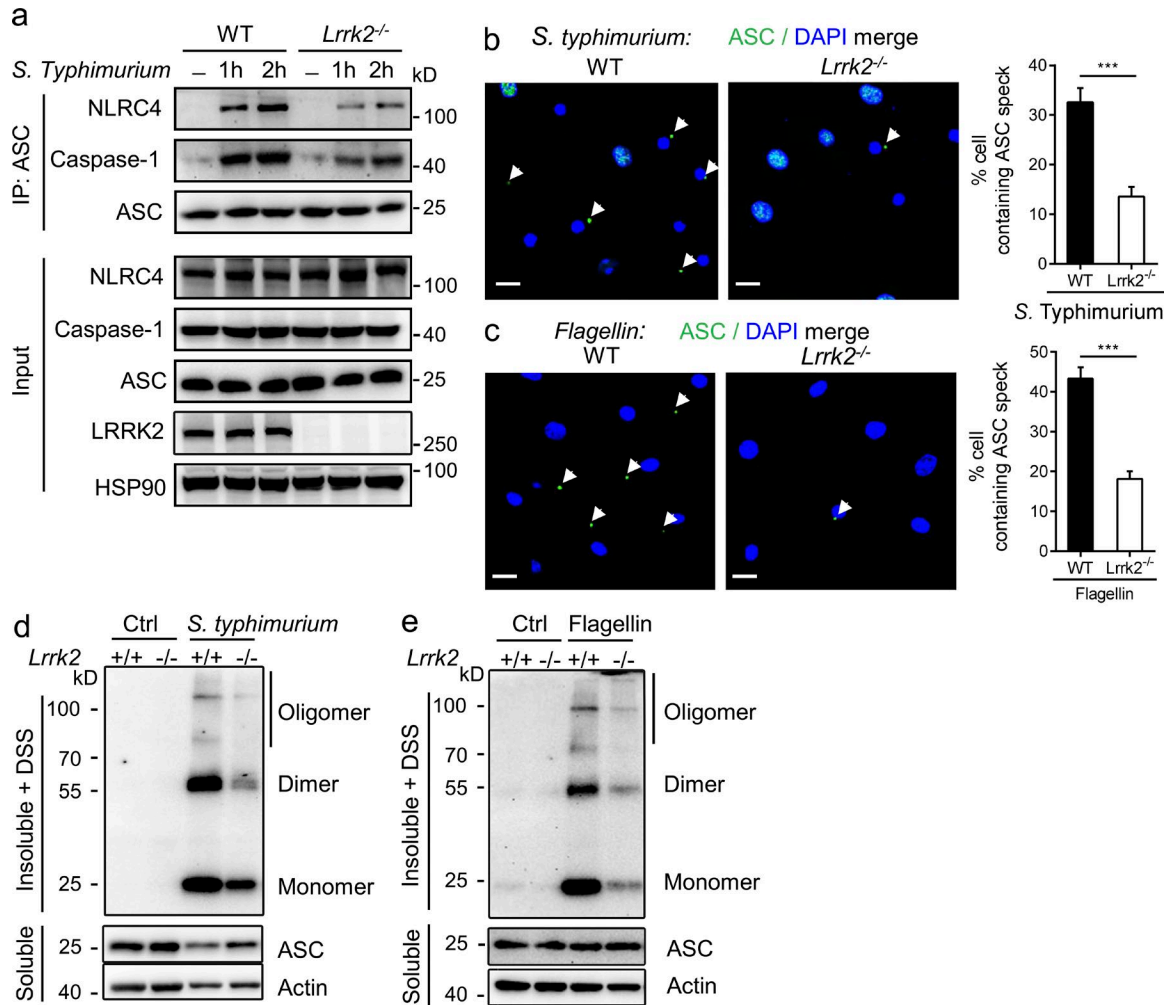 a
WT Lrrk2-/-
S. Typhimurium – 1h 2h – 1h 2h kD
IP: ASC
NLRC4 - 100
Caspase-1 - 40
ASC - 25
Input
NLRC4 - 100
Caspase-1 - 40
ASC - 25
LRRK2 - 250
HSP90 - 100
b
S. typhimurium: ASC / DAPI merge
WT Lrrk2-/-
% cell
containing ASC speck
40
30
20
10
0
***
WT Lrrk2-/-
S. Typhimurium
c
Flagellin: ASC / DAPI merge
WT Lrrk2-/-
% cell
containing ASC speck
50
40
30
20
10
0
***
WT Lrrk2-/-
Flagellin
d
Ctrl S. typhimurium
Lrrk2 +/+ -/- +/+ -/-
kD
Insoluble + DSS
100 - Oligomer
70 -
55 - Dimer
25 - Monomer
Soluble
25 - ASC
40 - Actin
e
Ctrl Flagellin
Lrrk2 +/+ -/- +/+ -/-
kD
Insoluble + DSS
100 - Oligomer
70 -
55 - Dimer
25 - Monomer
Soluble
25 - ASC
40 - Actin